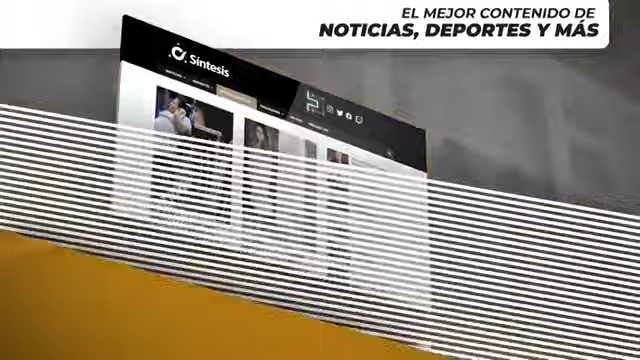 EL MEJOR CONTENIDO DE
NOTICIAS, DEPORTES Y MÁS
Síntesis